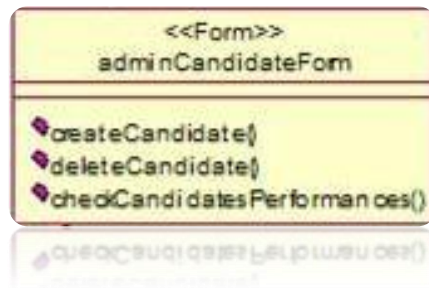 <<Form>>
adminCandidateForm
createCandidate()
deleteCandidate()
checkCandidatesPerformances()